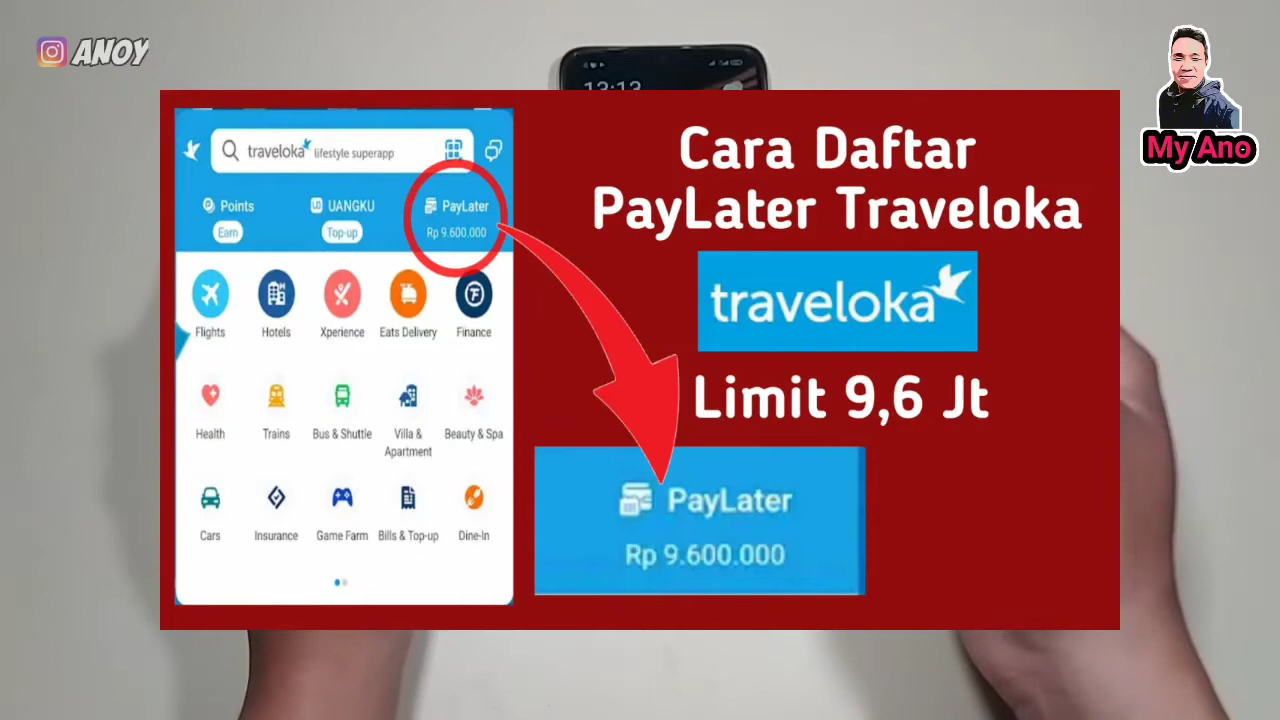 ANOY
13:13
My Ano
traveloka lifestyle superapp
Points
UANGKU
PayLater
Earn
Top-up
Rp 9.600.000
Flights
Hotels
Xperience
Eats Delivery
Finance
Health
Trains
Bus & Shuttle
Villa &
Apartment
Beauty & Spa
Cars
Insurance
Game Farm
Bills & Top-up
Dine-In
Cara Daftar
PayLater Traveloka
traveloka
Limit 9,6 Jt
PayLater
Rp 9.600.000